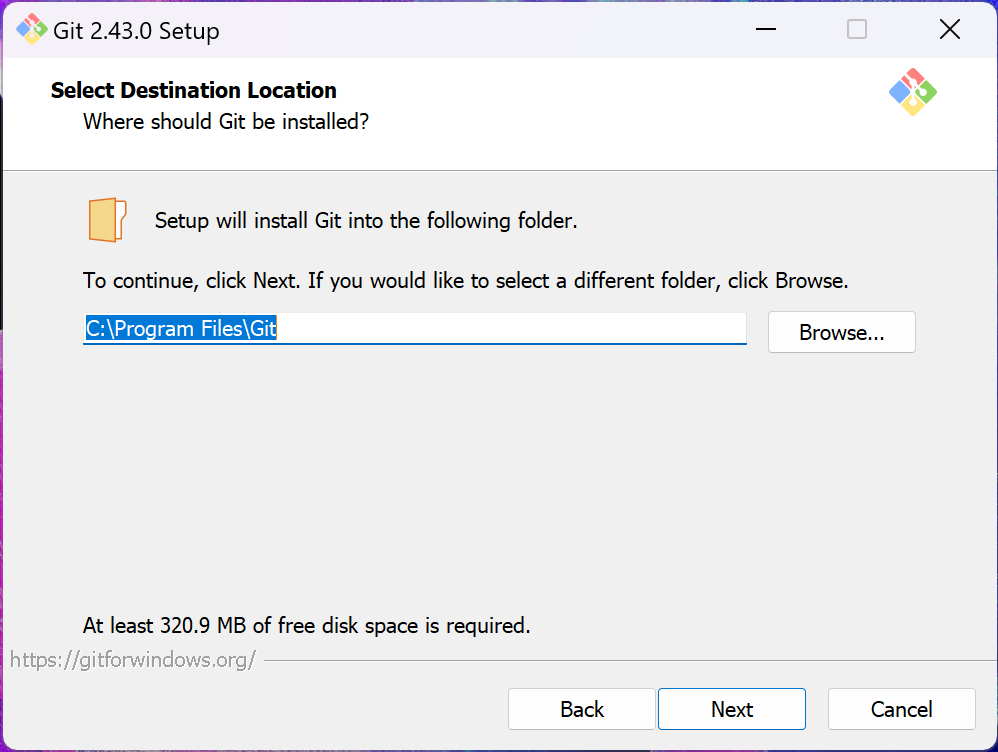 Git 2.43.0 Setup
Select Destination Location
Where should Git be installed?
Setup will install Git into the following folder.
To continue, click Next. If you would like to select a different folder, click Browse.
C:\Program Files\Git
Browse...
At least 320.9 MB of free disk space is required.
https://gitforwindows.org/
Back
Next
Cancel